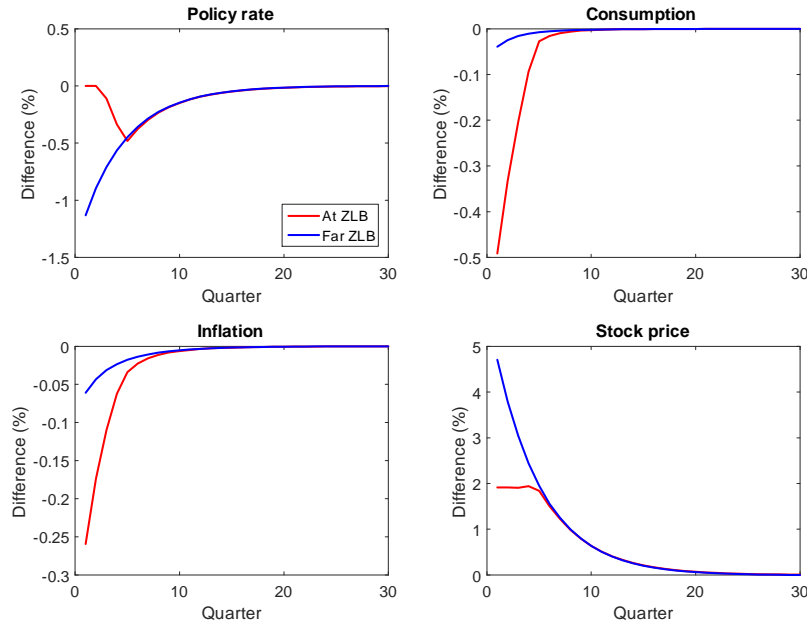 Policy rate
Difference (%)
0.5
0
-0.5
-1
-1.5
0
10
20
30
Quarter
At ZLB
Far ZLB
Consumption
Difference (%)
0
-0.1
-0.2
-0.3
-0.4
-0.5
0
10
20
30
Quarter
Inflation
Difference (%)
0
-0.05
-0.1
-0.15
-0.2
-0.25
-0.3
0
10
20
30
Quarter
Stock price
Difference (%)
5
4
3
2
1
0
0
10
20
30
Quarter